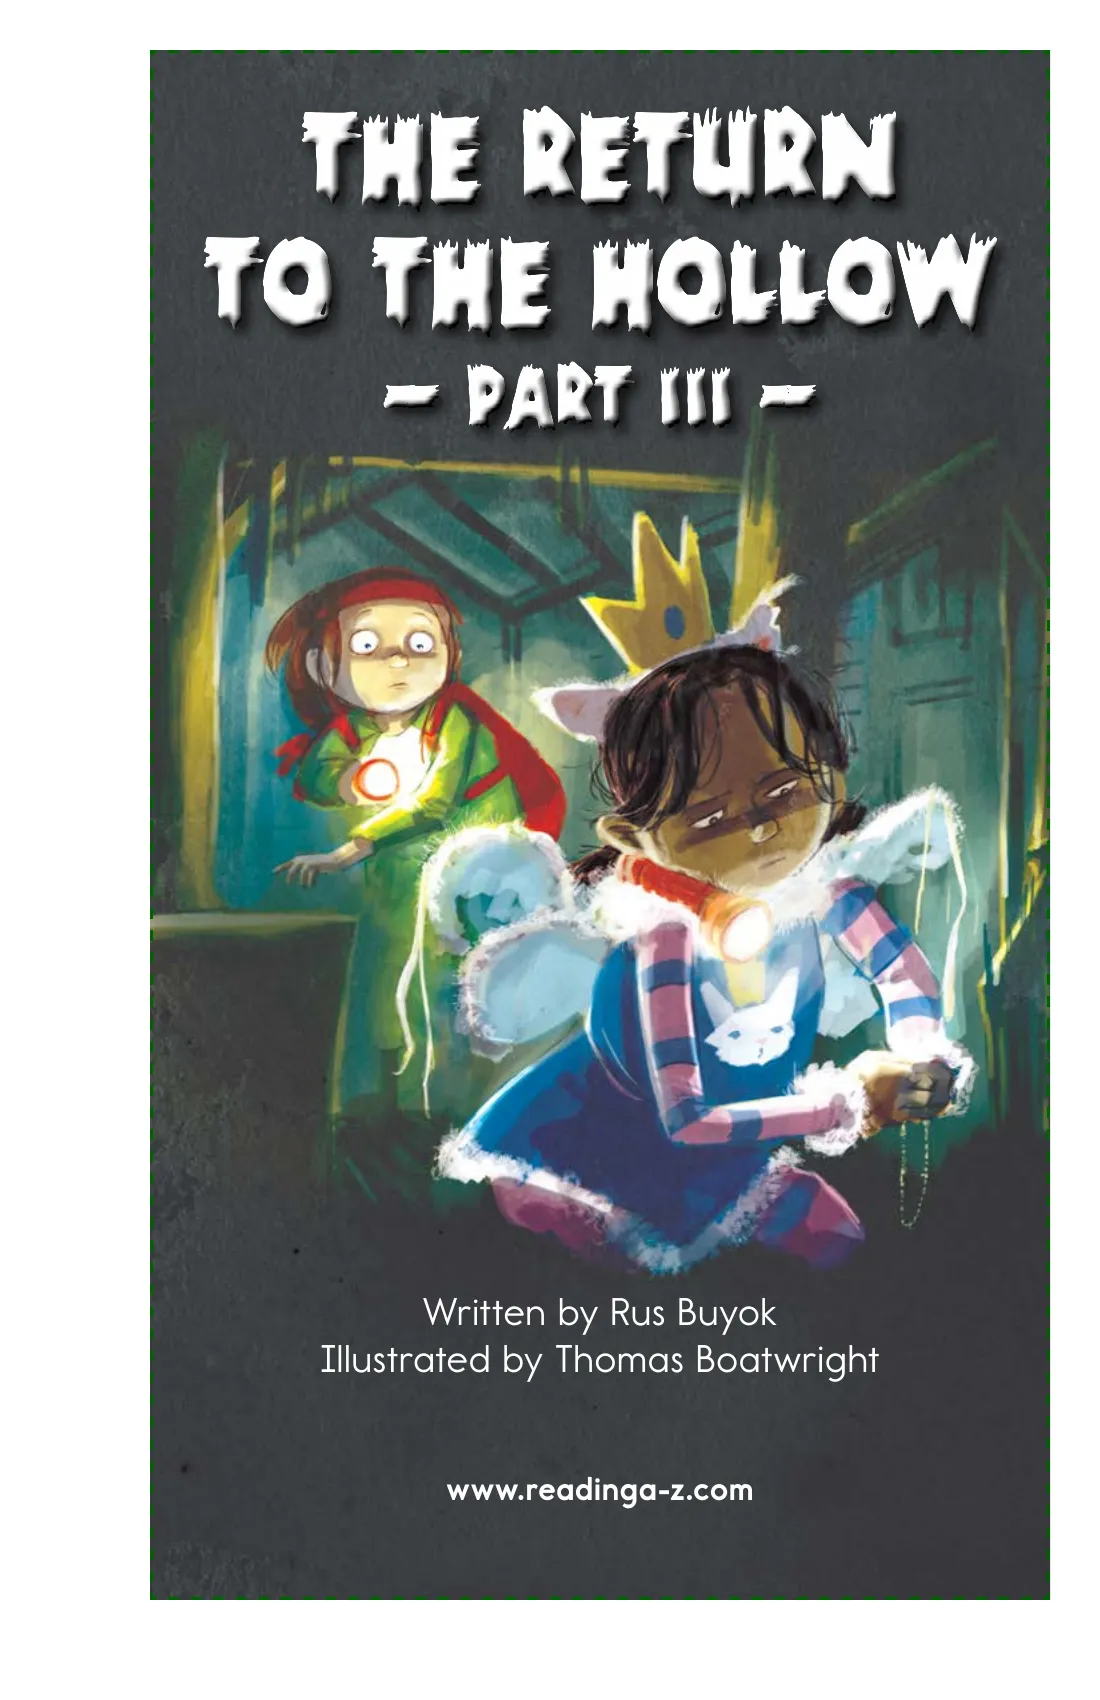 THE RETURN
TO THE HOLLOW
– PART III –
Written by Rus Buyok
Illustrated by Thomas Boatwright
www.readinga-z.com